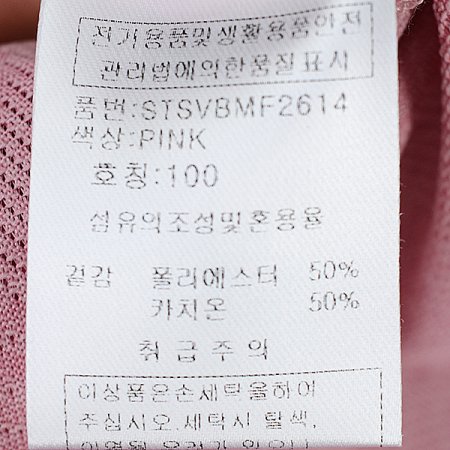 전기용품및생활용품안전
관리법에의한품질표시
품번:STSVBMF2614
색상:PINK
호칭:100
섬유의조성및혼용율
겉감 폴리에스터 50%
카치온 50%
취급주의
이상품은손세탁을하여
주십시오.세탁시 탈색,